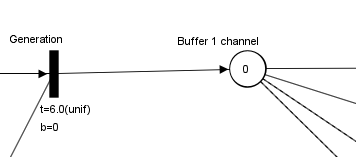 Generation
Buffer 1 channel
0
t=6.0(unif)
b=0